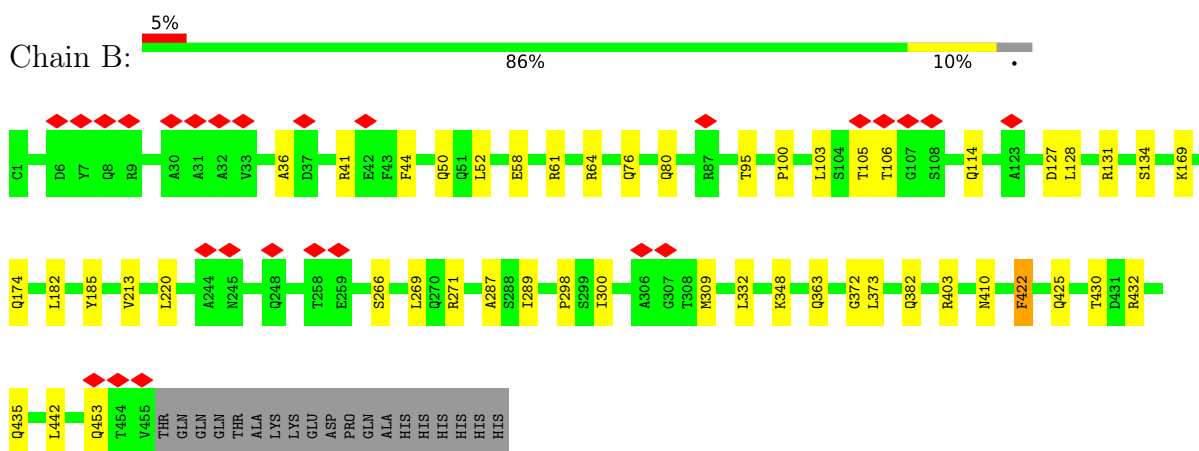 5%
Chain B:
86% 10% •
C1 D6 Y7 Q8 R9 A30 A31 A32 V33 A36 D37 R41 E42 F43 F44 Q50 Q51 L52 E58 R61 R64 Q76 Q80 R87 T95 P100 L103 S104 T105 T106 G107 S108 Q114 A123 D127 L128 R131 S134 K169
Q174 L182 Y185 V213 L220 A244 N245 Q248 T258 E259 S266 L269 Q270 R271 A287 S288 I289 P298 S299 I300 A306 G307 T308 M309 L332 K348 Q363 G372 L373 Q382 R403 N410 F422 Q425 T430 D431 R432
Q435 L442 Q453 T454 V455 THR GLN GLN GLN THR ALA LYS LYS GLU ASP PRO GLN ALA HIS HIS HIS HIS HIS HIS